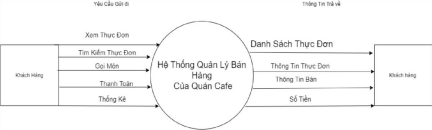 Yêu Cầu Gửi đi
Thông Tin Trả về
Xem Thực Đơn
Tìm Kiếm Thực Đơn
Gọi Món
Thanh Toán
Thống Kê
Khách Hàng
Hệ Thống Quản Lý Bán
Hàng
Của Quán Cafe
Danh Sách Thực Đơn
Thông Tin Thực Đơn
Thông Tin Bàn
Số Tiền
Khách hàng